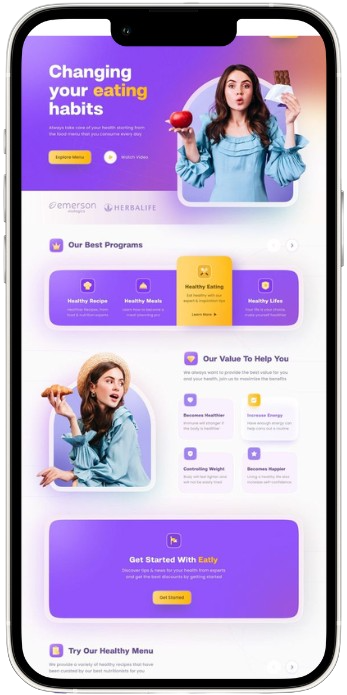 Changing
your eating
habits
Always take care of your health starting from
the food menu that you consume every day
Explore Menu
Watch Video
emerson
HERBALIFE
Our Best Programs
Healthy Recipe
Healthy Meals
Healthy Eating
Healthy Lifes
Eat healthy with our
Learn More
Our Value To Help You
We always want to provide the best value for you
and your health, join us to maximize the benefits
Becomes Healthier
Increase Energy
Controlling Weight
Becomes Happier
Get Started With Eatly
Discover tips & news for your health from experts
and get the best discounts by getting started
Get Started
Try Our Healthy Menu
We provide a variety of healthy recipes that have
been curated by our best nutritionists for you